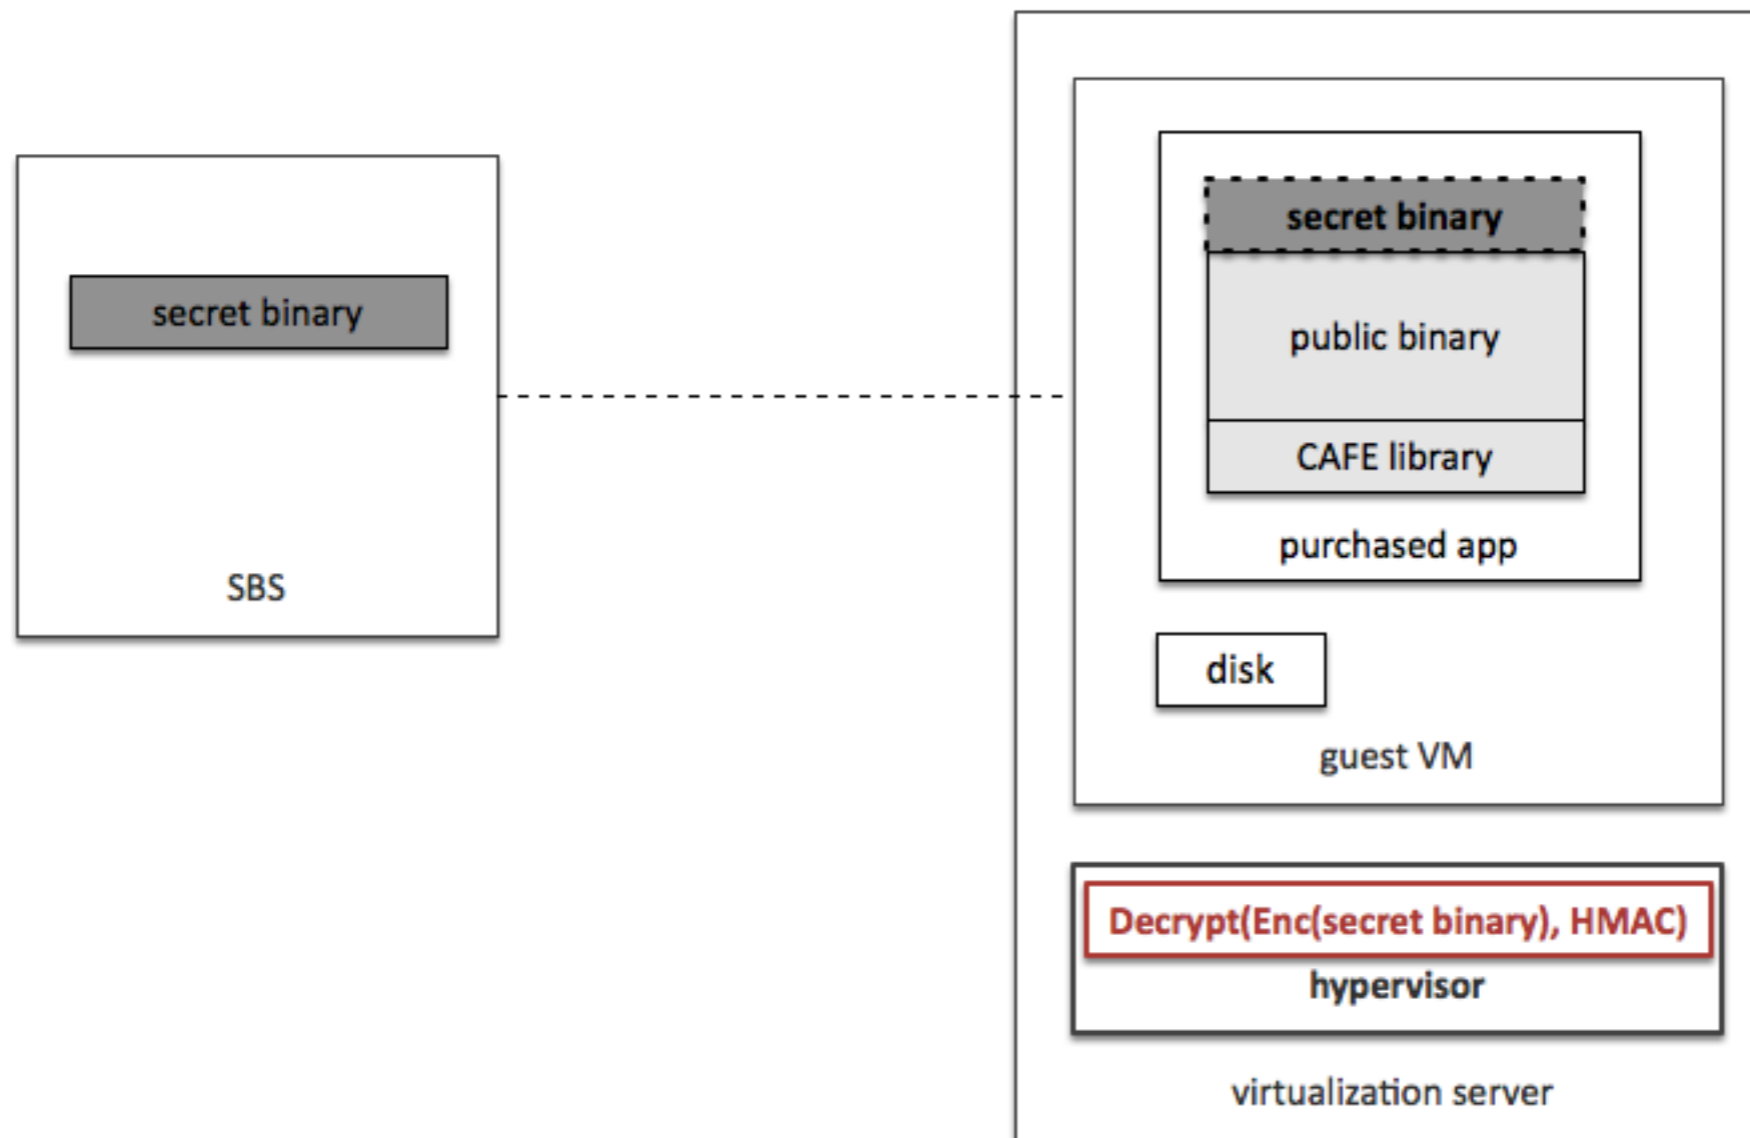 secret binary
SBS
secret binary
public binary
CAFE library
purchased app
disk
guest VM
Decrypt(Enc(secret binary), HMAC)
hypervisor
virtualization server